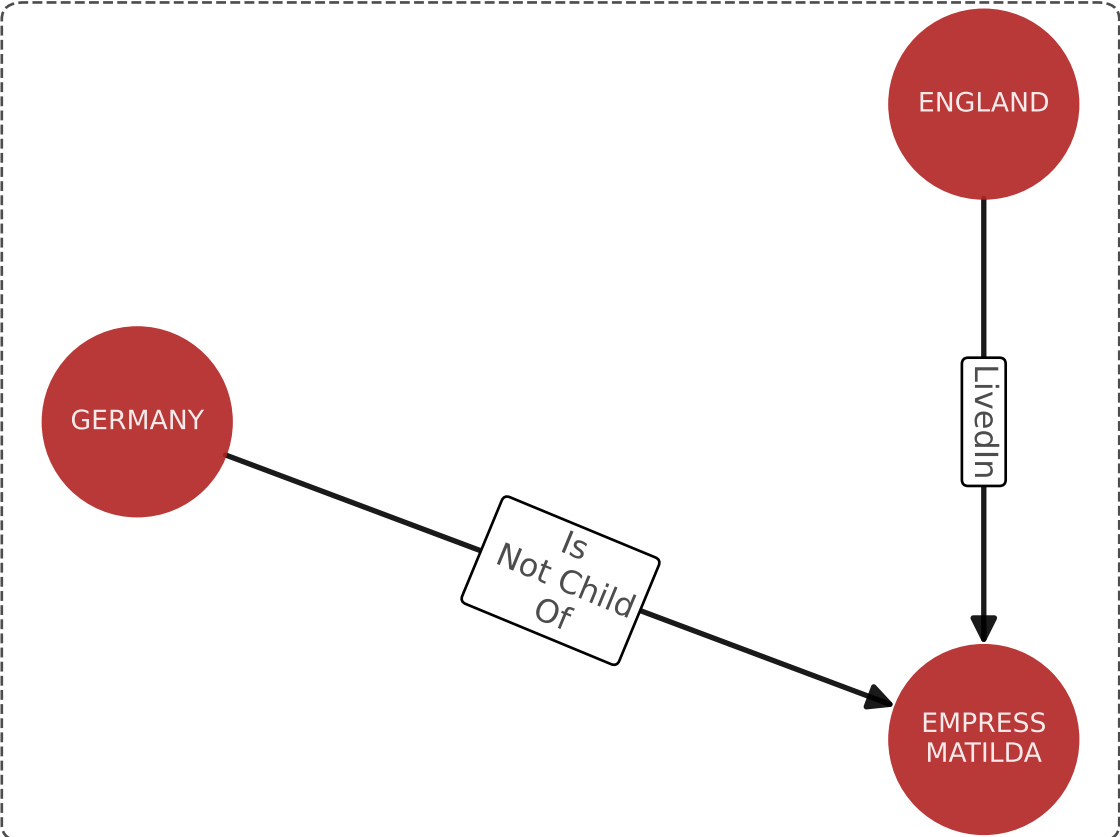 ENGLAND
LivedIn
GERMANY
Is
Not Child
Of
EMPRESS
MATILDA